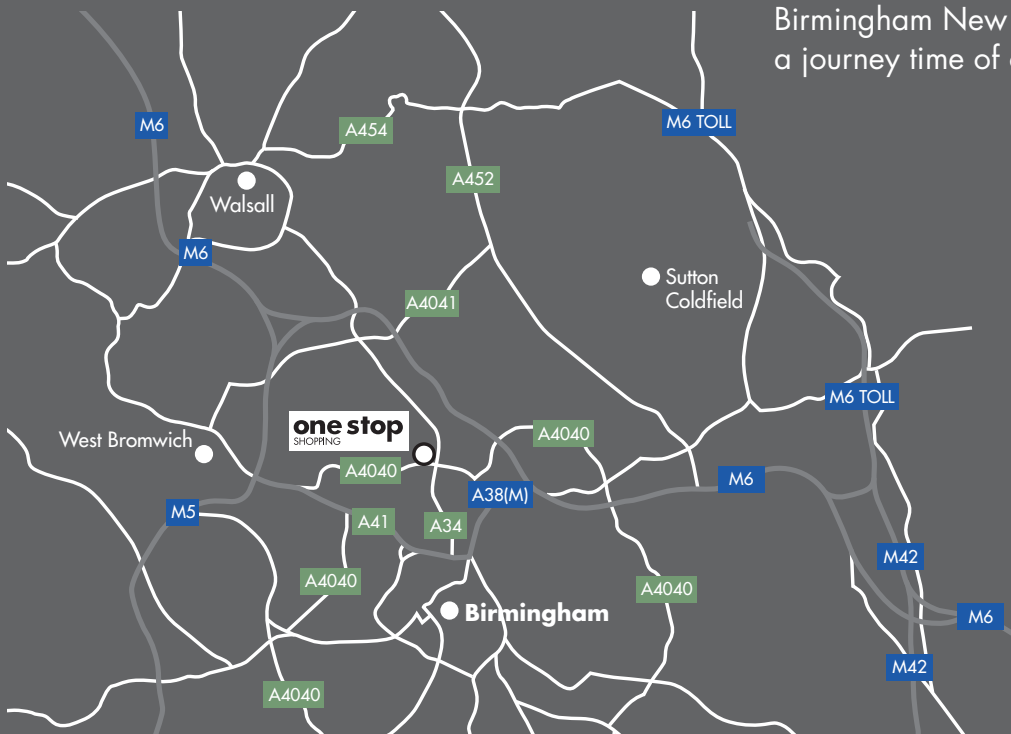 Birmingham New
a journey time of
M6
A454
M6 TOLL
A452
Walsall
M6
Sutton
Coldfield
A4041
M6 TOLL
one stop
SHOPPING
West Bromwich
A4040
A4040
M6
A38(M)
M5
A41
A34
M42
A4040
A4040
Birmingham
M6
M42
A4040